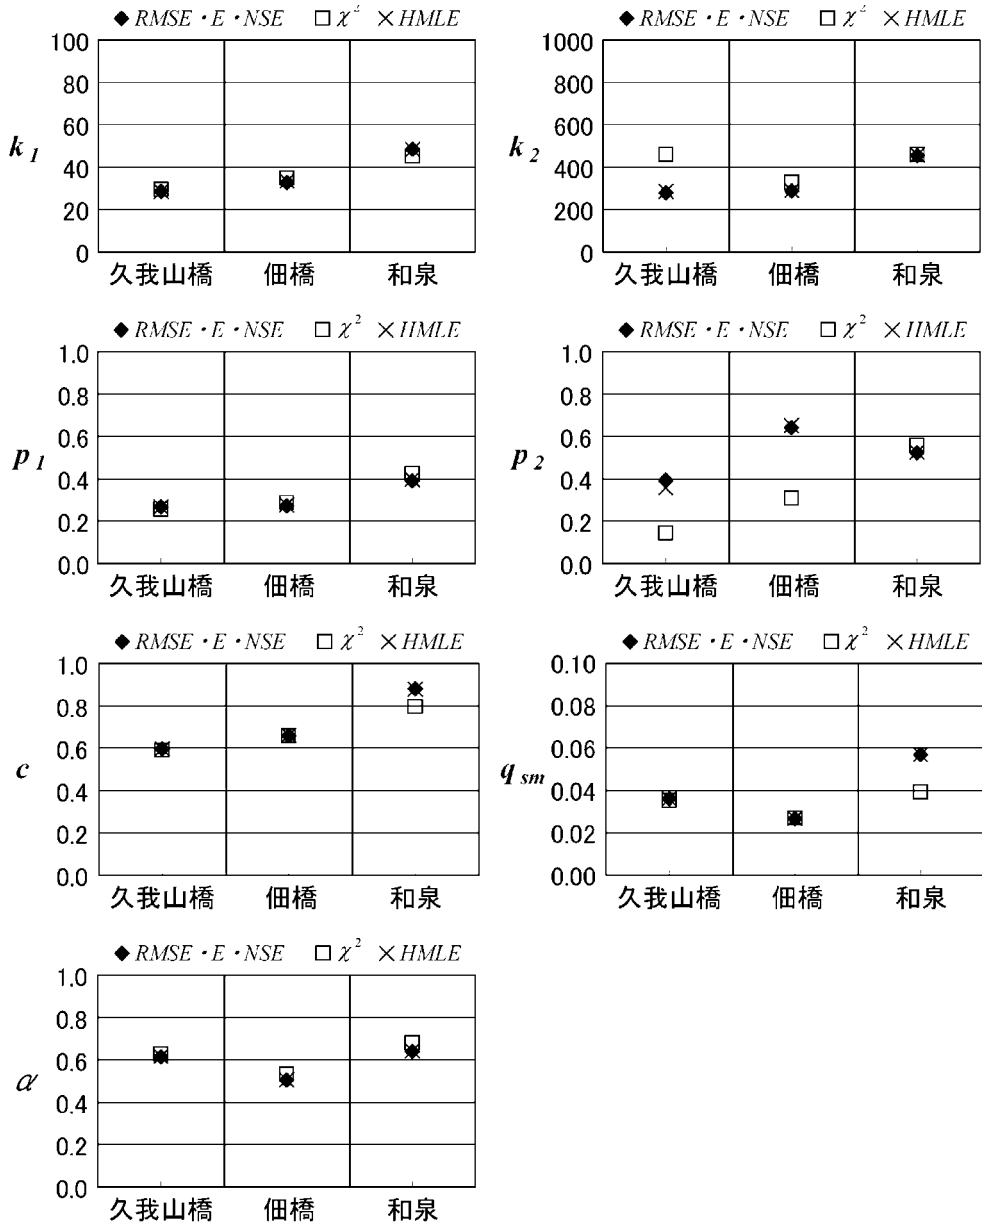 ◆ RMSE・E・NSE □ χ² × HMLE
100
80
60
40
20
0
k1
久我山橋 佃橋 和泉
◆ RMSE・E・NSE □ χ² × HMLE
1000
800
600
400
200
0
k2
久我山橋 佃橋 和泉
◆ RMSE・E・NSE □ χ² × HMLE
1.0
0.8
0.6
0.4
0.2
0.0
p1
久我山橋 佃橋 和泉
◆ RMSE・E・NSE □ χ² × HMLE
1.0
0.8
0.6
0.4
0.2
0.0
p2
久我山橋 佃橋 和泉
◆ RMSE・E・NSE □ χ² × HMLE
1.0
0.8
0.6
0.4
0.2
0.0
c
久我山橋 佃橋 和泉
◆ RMSE・E・NSE □ χ² × HMLE
0.10
0.08
0.06
0.04
0.02
0.00
qsm
久我山橋 佃橋 和泉
◆ RMSE・E・NSE □ χ² × HMLE
1.0
0.8
0.6
0.4
0.2
0.0
α
久我山橋 佃橋 和泉